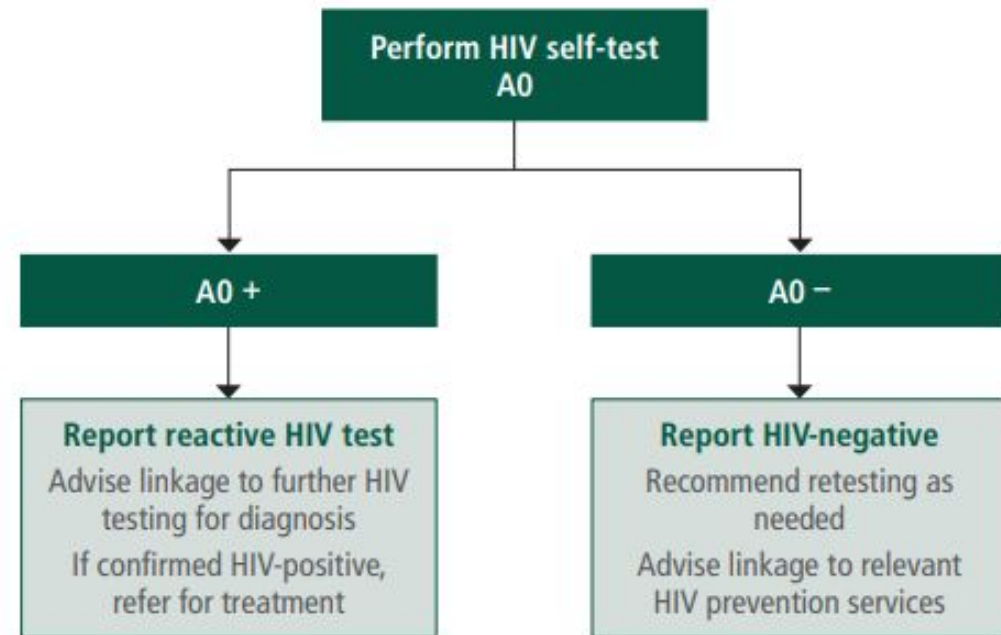 Perform HIV self-test
A0
A0 +
A0 –
Report reactive HIV test
Advise linkage to further HIV
testing for diagnosis
If confirmed HIV-positive,
refer for treatment
Report HIV-negative
Recommend retesting as
needed
Advise linkage to relevant
HIV prevention services